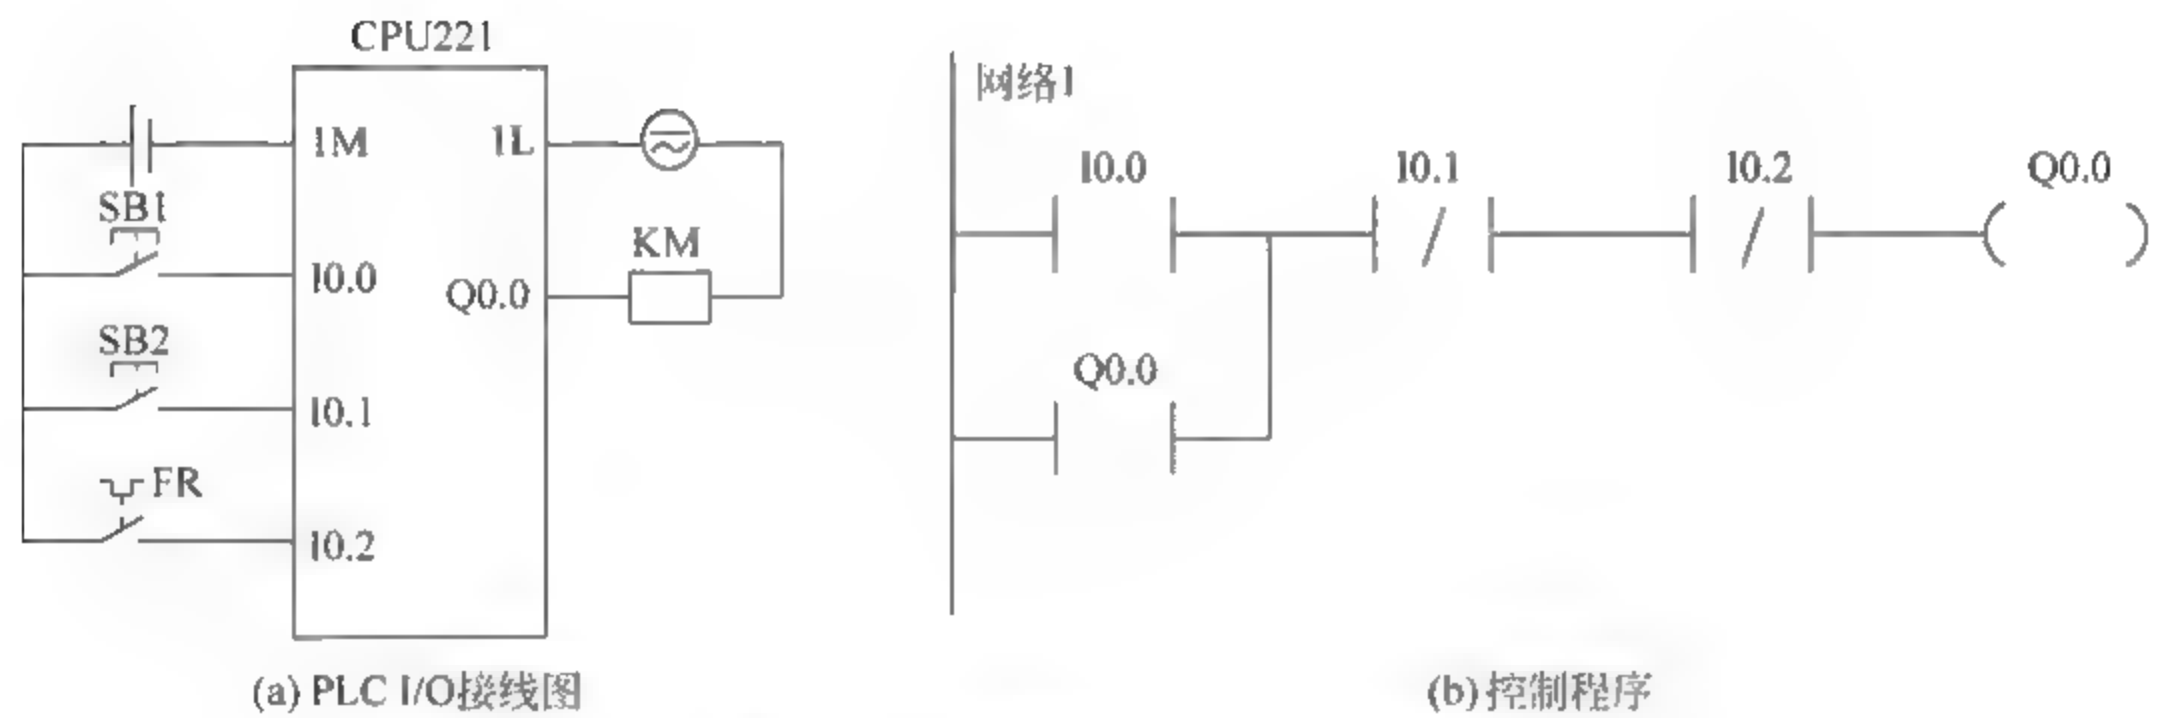 CPU221
1M
1L
SB1
I0.0
KM
Q0.0
SB2
I0.1
FR
I0.2
(a) PLC I/O接线图
网络1
I0.0
I0.1
I0.2
Q0.0
Q0.0
(b) 控制程序